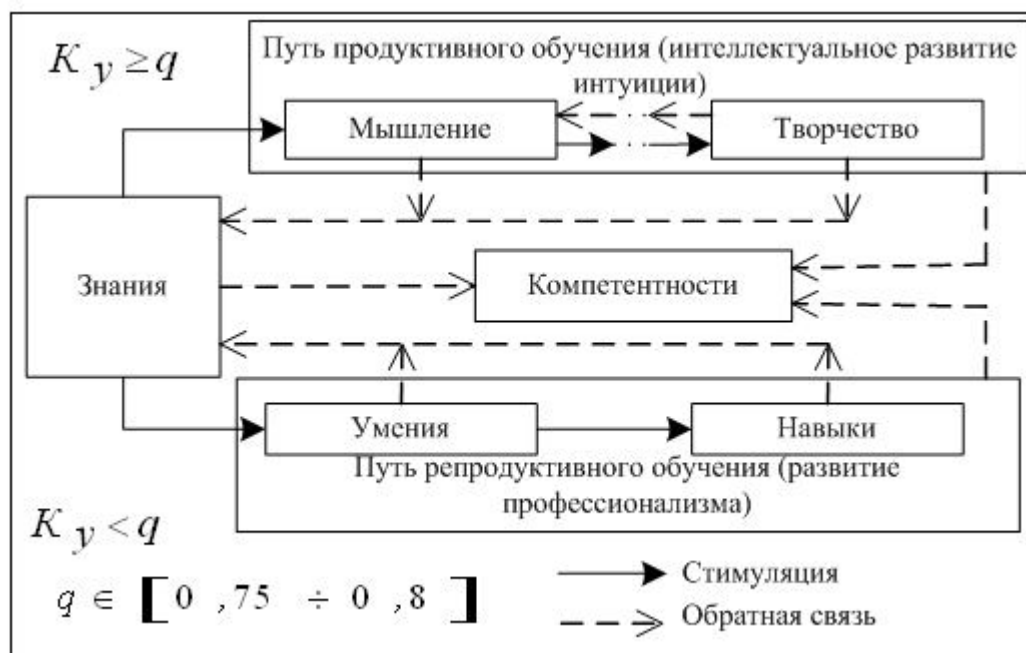 K y ≥ q
Путь продуктивного обучения (интеллектуальное развитие
интуиции)
Мышление
Творчество
Знания
Компетентности
Умения
Навыки
Путь репродуктивного обучения (развитие
профессионализма)
K y < q
q ∈ [ 0 ,75 ÷ 0 ,8 ]
Стимуляция
Обратная связь